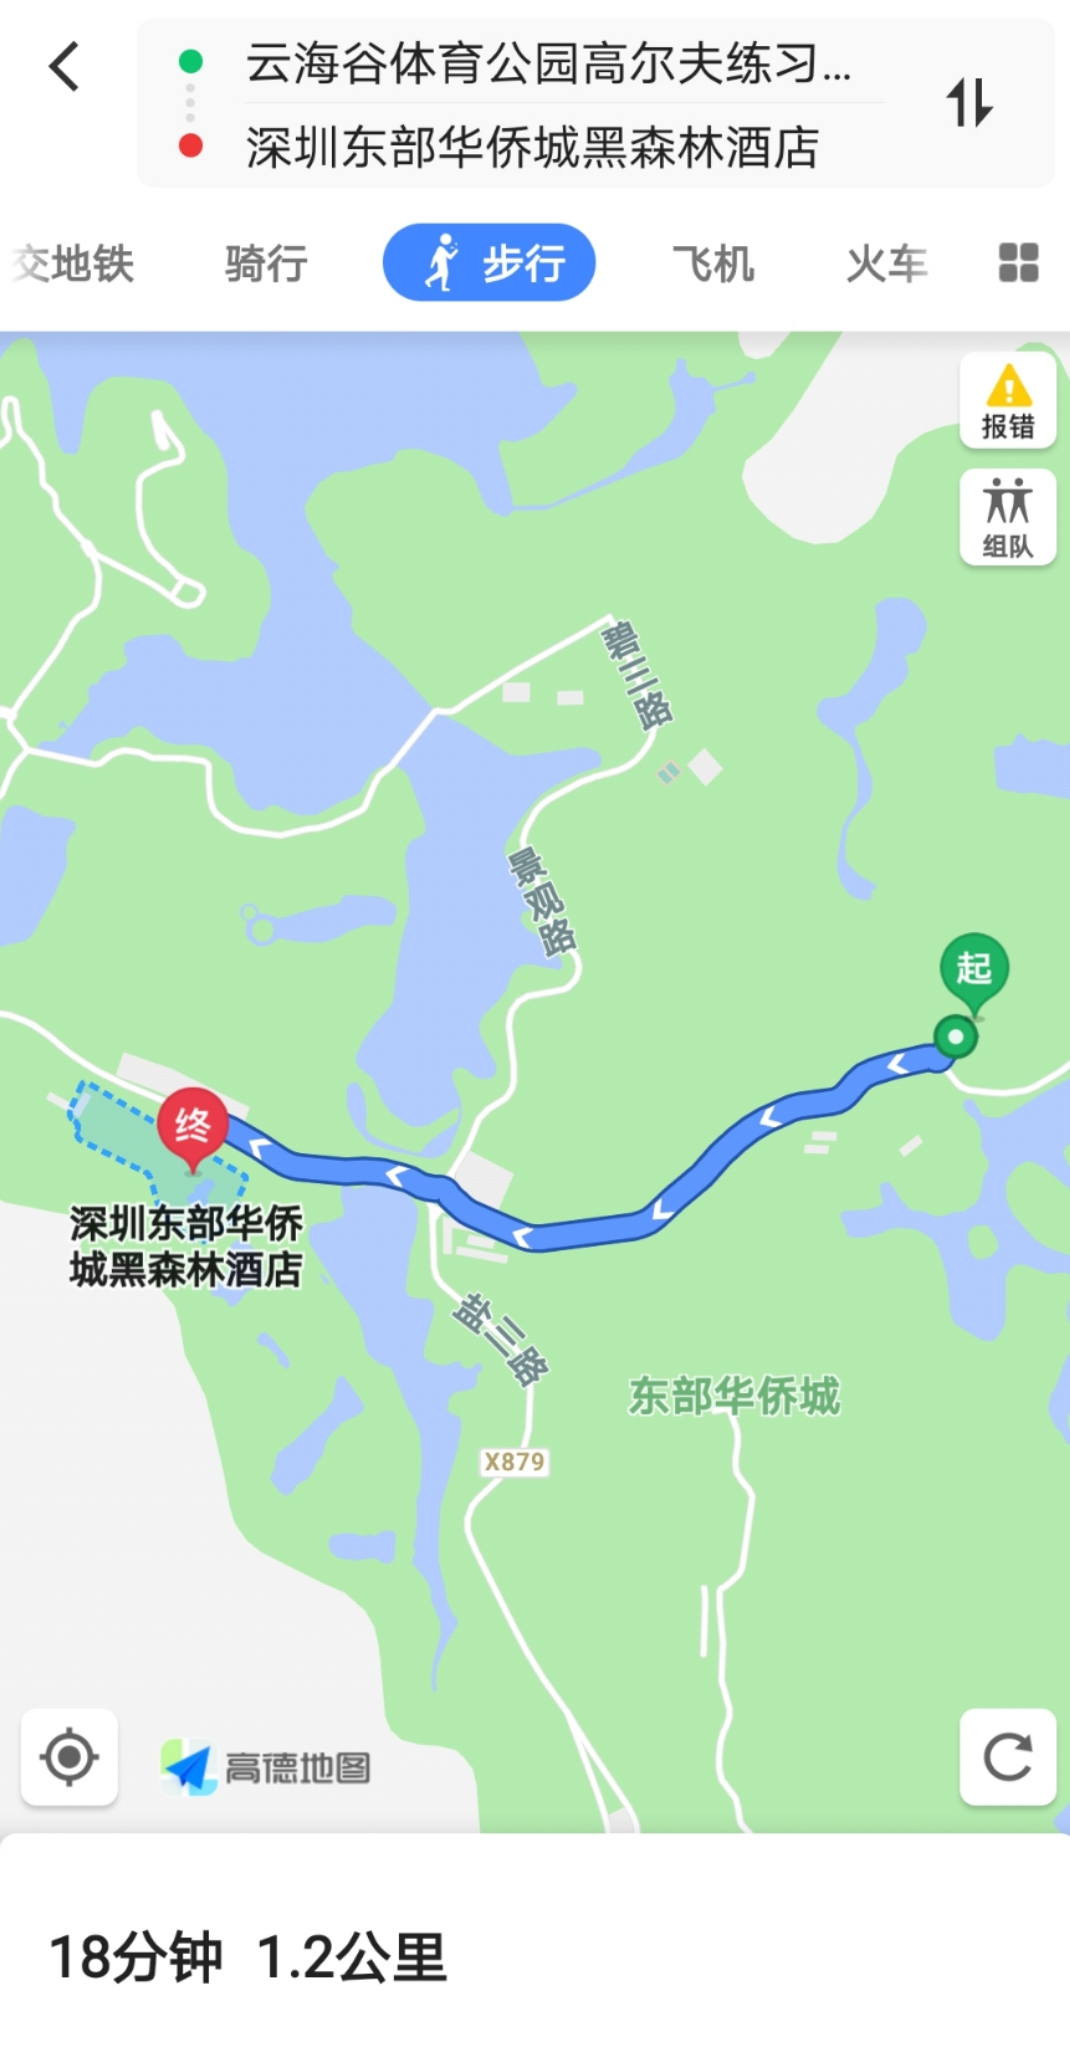 云海谷体育公园高尔夫练习...
深圳东部华侨城黑森林酒店
交地铁
骑行
步行
飞机
火车
报错
组队
碧三路
景观路
起
终
深圳东部华侨
城黑森林酒店
盐三路
东部华侨城
X879
高德地图
18分钟 1.2公里